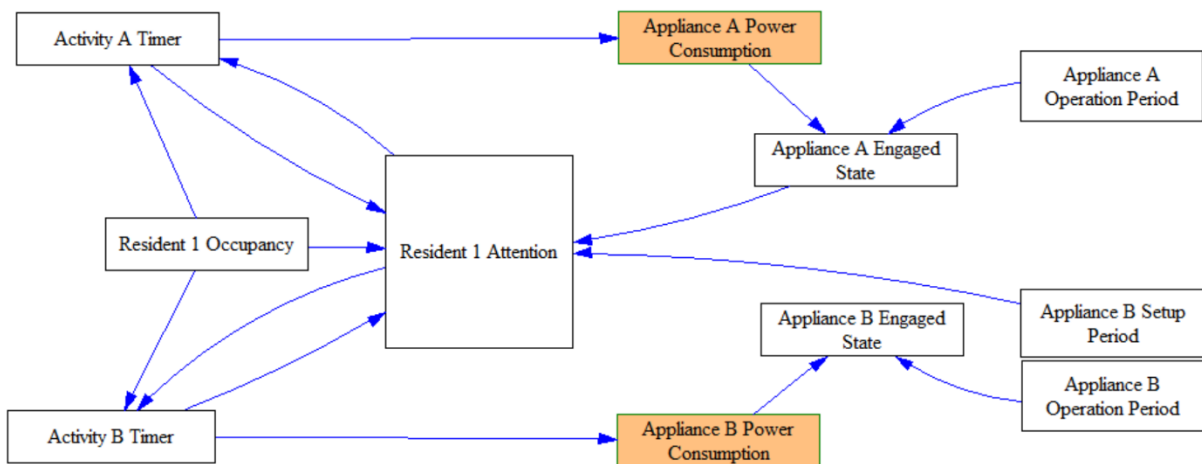 Activity A Timer
Appliance A Power
Consumption
Appliance A
Operation Period
Appliance A Engaged
State
Resident 1 Occupancy
Resident 1 Attention
Appliance B Engaged
State
Appliance B Setup
Period
Appliance B
Operation Period
Activity B Timer
Appliance B Power
Consumption